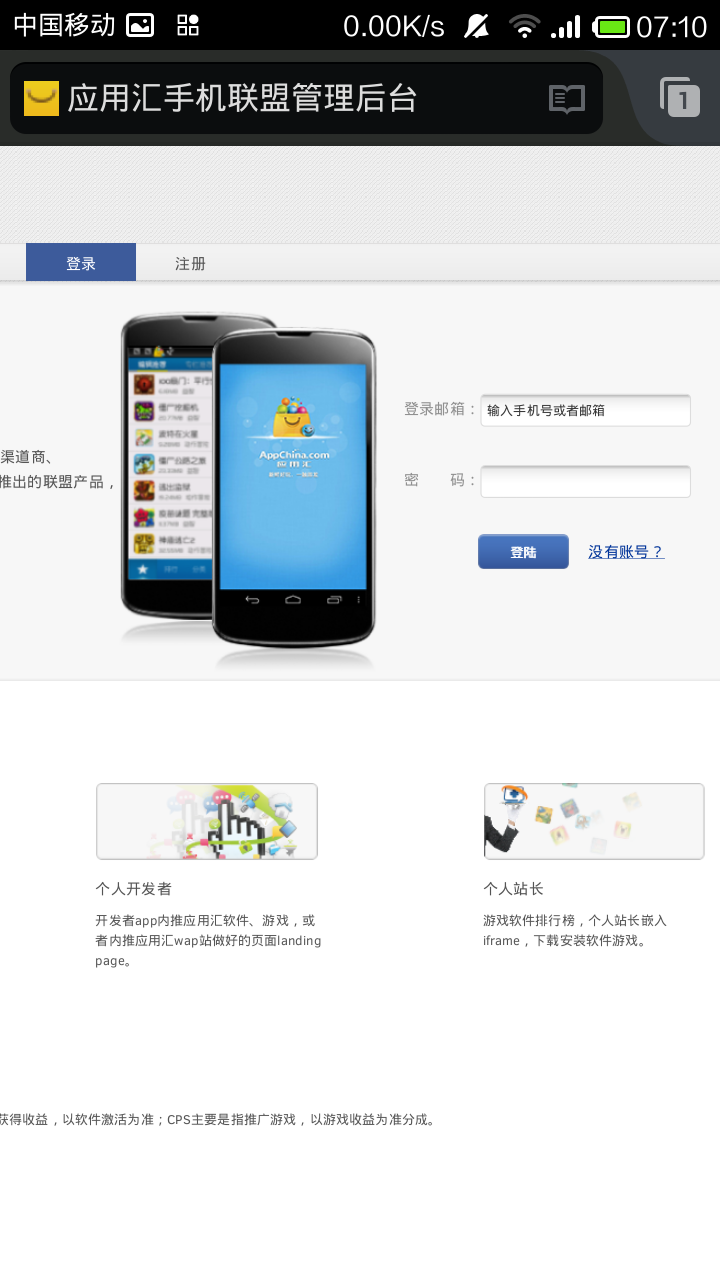 中国移动 0.00K/s 07:10
应用汇手机联盟管理后台 1
登录 注册
渠道商、
推出的联盟产品，
AppChina.com
应用汇
登录邮箱：输入手机号或者邮箱
密 码：
登陆 没有账号？
个人开发者
开发者app内推应用汇软件、游戏，或
者内推应用汇wap站做好的页面landing
page。
个人站长
游戏软件排行榜，个人站长嵌入
iframe，下载安装软件游戏。
获得收益，以软件激活为准；CPS主要是指推广游戏，以游戏收益为准分成。